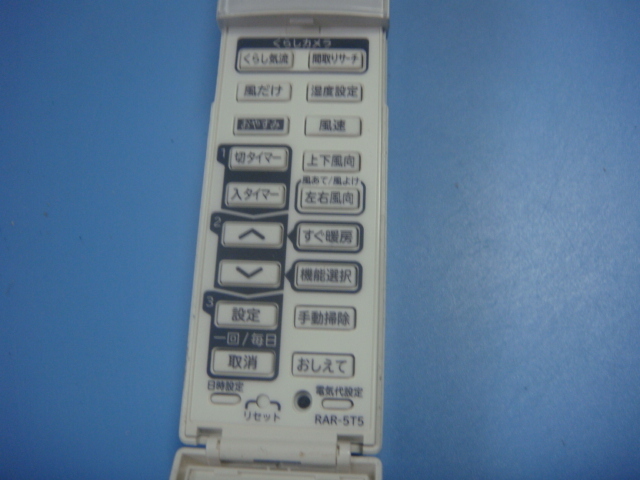 くらしカメラ
くらし気流 間取りサーチ
風だけ 湿度設定
おやすみ 風速
1 切タイマー 上下風向
風あて/風よけ
入タイマー 左右風向
2 すぐ暖房
機能選択
3 設定 手動掃除
一回/毎日
取消 おしえて
日時設定 電気代設定
リセット RAR-5T5